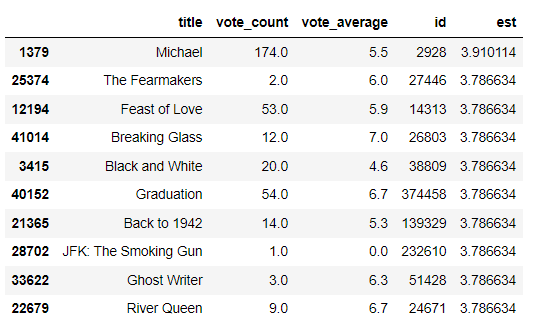 title vote_count vote_average id est
1379 Michael 174.0 5.5 2928 3.910114
25374 The Fearmakers 2.0 6.0 27446 3.786634
12194 Feast of Love 53.0 5.9 14313 3.786634
41014 Breaking Glass 12.0 7.0 26803 3.786634
3415 Black and White 20.0 4.6 38809 3.786634
40152 Graduation 54.0 6.7 374458 3.786634
21365 Back to 1942 14.0 5.3 139329 3.786634
28702 JFK: The Smoking Gun 1.0 0.0 232610 3.786634
33622 Ghost Writer 3.0 6.3 51428 3.786634
22679 River Queen 9.0 6.7 24671 3.786634